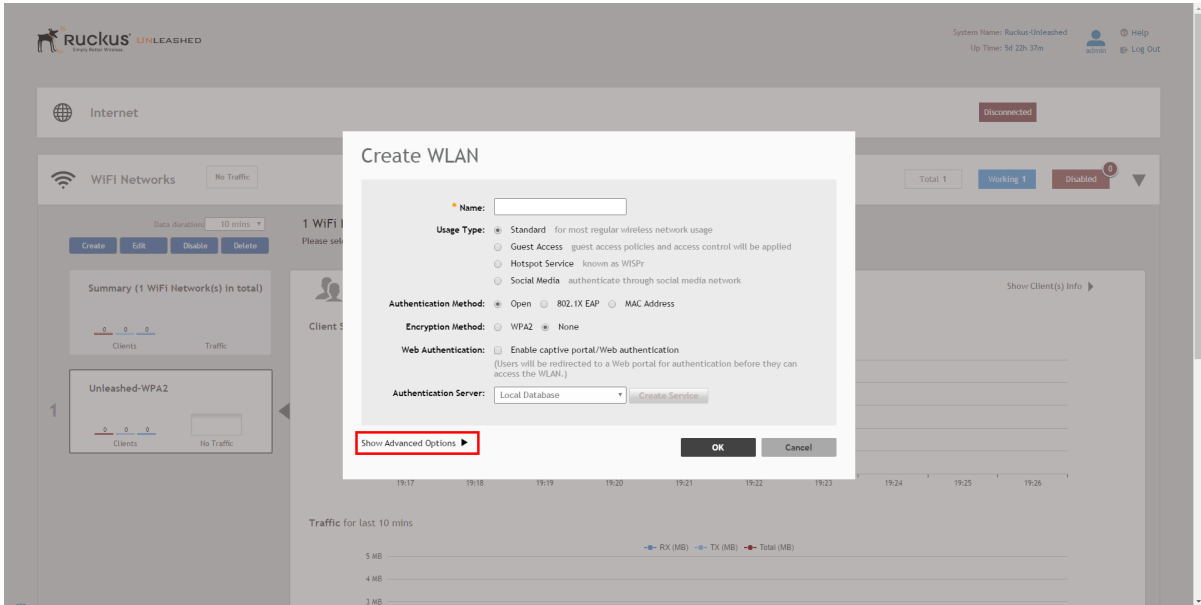 Ruckus UNLEASHED
Simply Better Wireless
System Name: Ruckus-Unleashed
Up Time: 5d 22h 37m
admin
Help
Log Out
Internet
Disconnected
WiFi Networks
No Traffic
Total 1
Working 1
Disabled
0
Data duration: 10 mins
Create Edit Disable Delete
1 WiFi
Please sel
Summary (1 WiFi Network(s) in total)
0 0 0
Clients Traffic
1
Unleashed-WPA2
0 0 0
Clients No Traffic
Client S
Show Client(s) Info
Create WLAN
* Name:
Usage Type: Standard for most regular wireless network usage
Guest Access guest access policies and access control will be applied
Hotspot Service known as WISPr
Social Media authenticate through social media network
Authentication Method: Open 802.1X EAP MAC Address
Encryption Method: WPA2 None
Web Authentication: Enable captive portal/Web authentication
(Users will be redirected to a Web portal for authentication before they can
access the WLAN.)
Authentication Server: Local Database Create Service
Show Advanced Options
OK Cancel
19:17 19:18 19:19 19:20 19:21 19:22 19:23 19:24 19:25 19:26
Traffic for last 10 mins
RX (MB) TX (MB) Total (MB)
5 MB
4 MB
3 MB